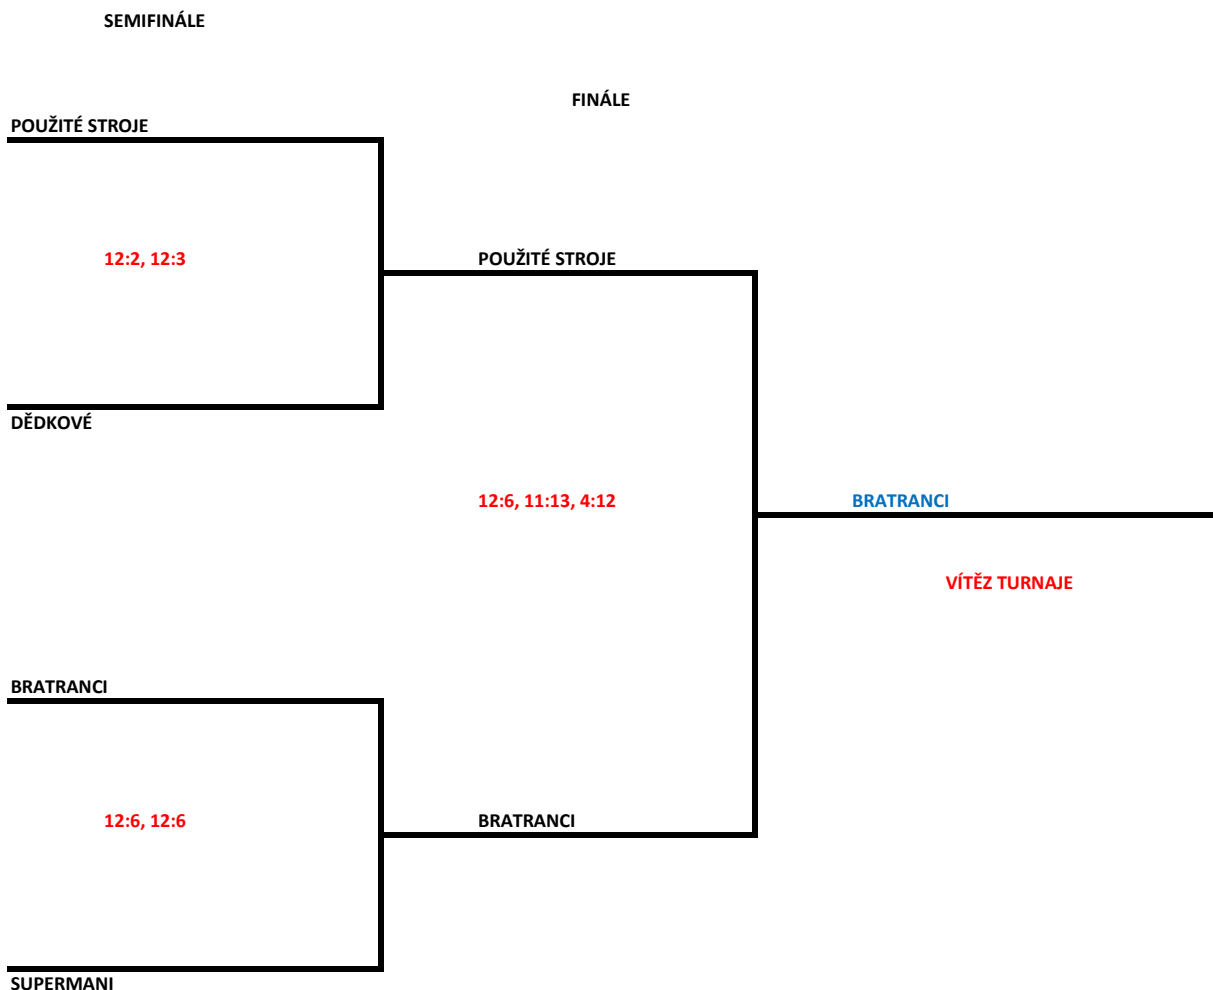 SEMIFINÁLE
FINÁLE
POUŽITÉ STROJE
12:2, 12:3
POUŽITÉ STROJE
DĚDKOVÉ
12:6, 11:13, 4:12
BRATRANCI
VÍTĚZ TURNAJE
BRATRANCI
12:6, 12:6
BRATRANCI
SUPERMANI